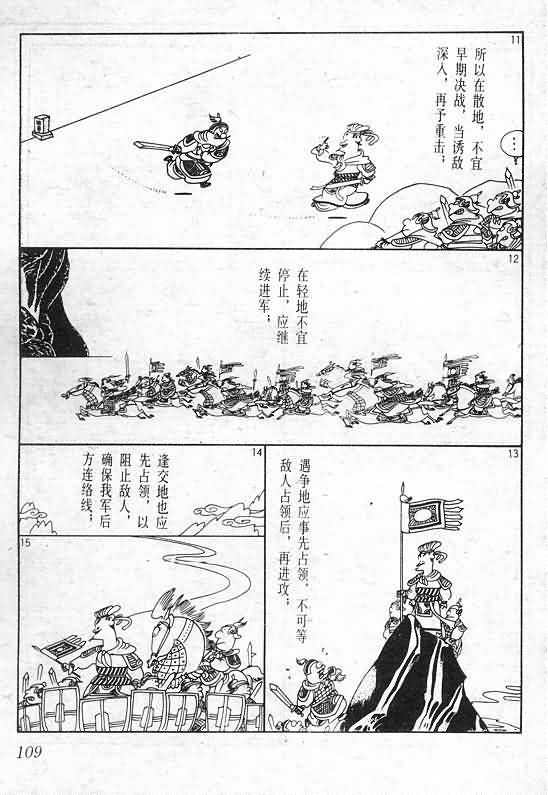 11
所以在散地，不宜
早期决战，当诱敌
深入，再予重击；
…
12
在轻地不宜
停止，应继
续进军；
13
遇争地应事先占领，不可等
敌人占领后，再进攻；
14
逢交地也应
先占领，以
阻止敌人，
确保我军后
方连络线；
15
109